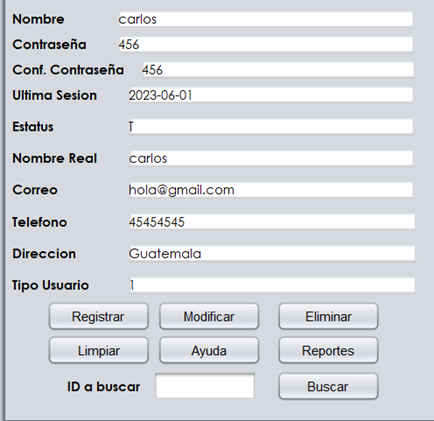 Nombre carlos
Contraseña 456
Conf. Contraseña 456
Ultima Sesion 2023-06-01
Estatus T
Nombre Real carlos
Correo hola@gmail.com
Telefono 45454545
Direccion Guatemala
Tipo Usuario 1
Registrar Modificar Eliminar
Limpiar Ayuda Reportes
ID a buscar Buscar